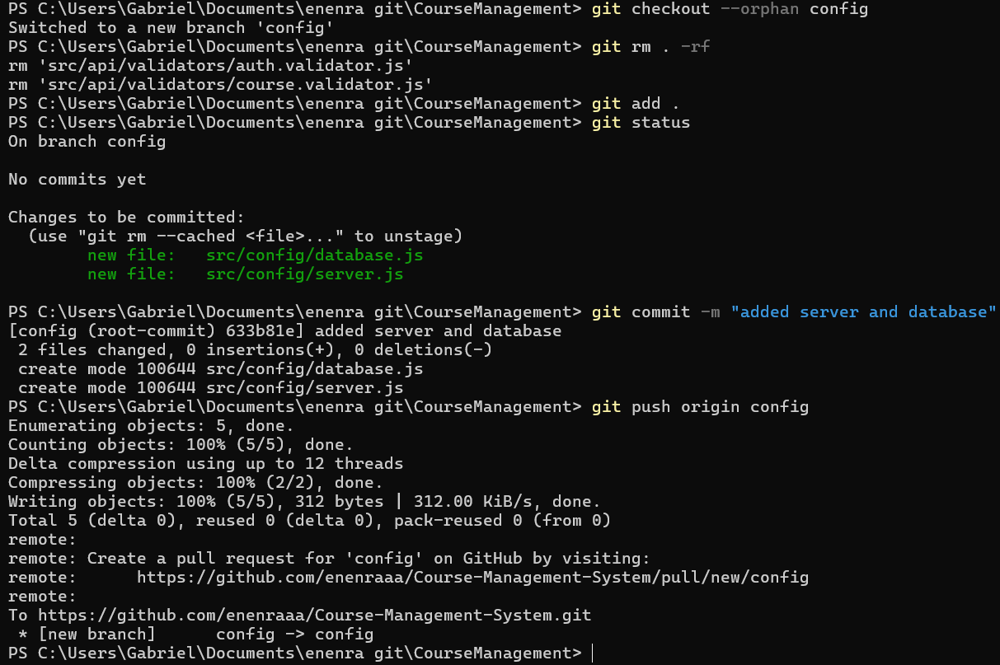 PS C:\Users\Gabriel\Documents\enenra git\CourseManagement> git checkout --orphan config
Switched to a new branch 'config'
PS C:\Users\Gabriel\Documents\enenra git\CourseManagement> git rm . -rf
rm 'src/api/validators/auth.validator.js'
rm 'src/api/validators/course.validator.js'
PS C:\Users\Gabriel\Documents\enenra git\CourseManagement> git add .
PS C:\Users\Gabriel\Documents\enenra git\CourseManagement> git status
On branch config

No commits yet

Changes to be committed:
  (use "git rm --cached <file>..." to unstage)
        new file:   src/config/database.js
        new file:   src/config/server.js

PS C:\Users\Gabriel\Documents\enenra git\CourseManagement> git commit -m "added server and database"
[config (root-commit) 633b81e] added server and database
 2 files changed, 0 insertions(+), 0 deletions(-)
 create mode 100644 src/config/database.js
 create mode 100644 src/config/server.js
PS C:\Users\Gabriel\Documents\enenra git\CourseManagement> git push origin config
Enumerating objects: 5, done.
Counting objects: 100% (5/5), done.
Delta compression using up to 12 threads
Compressing objects: 100% (2/2), done.
Writing objects: 100% (5/5), 312 bytes | 312.00 KiB/s, done.
Total 5 (delta 0), reused 0 (delta 0), pack-reused 0 (from 0)
remote:
remote: Create a pull request for 'config' on GitHub by visiting:
remote:      https://github.com/enenraaa/Course-Management-System/pull/new/config
remote:
To https://github.com/enenraaa/Course-Management-System.git
 * [new branch]      config -> config
PS C:\Users\Gabriel\Documents\enenra git\CourseManagement>